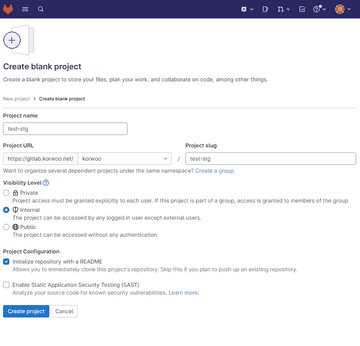 Create blank project
Create a blank project to store your files, plan your work, and collaborate on code, among other things.
New project > Create blank project
Project name
test-stg
Project URL
Project slug
https://gitlab.korwoo.net/
korwoo
/
test-stg
Want to organize several dependent projects under the same namespace? Create a group.
Visibility Level
Private
Project access must be granted explicitly to each user. If this project is part of a group, access is granted to members of the group.
Internal
The project can be accessed by any logged in user except external users.
Public
The project can be accessed without any authentication.
Project Configuration
Initialize repository with a README
Allows you to immediately clone this project's repository. Skip this if you plan to push up an existing repository.
Enable Static Application Security Testing (SAST)
Analyze your source code for known security vulnerabilities. Learn more.
Create project
Cancel